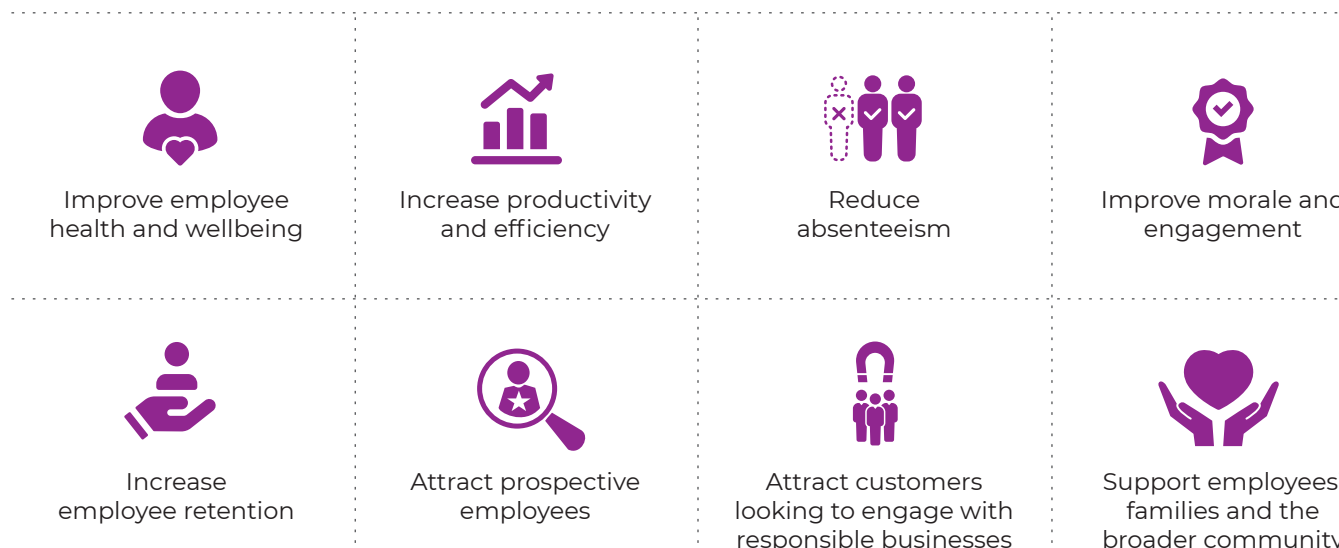 Improve employee
health and wellbeing
Increase productivity
and efficiency
Reduce
absenteeism
Improve morale and
engagement
Increase
employee retention
Attract prospective
employees
Attract customers
looking to engage with
responsible businesses
Support employees
families and the
broader community